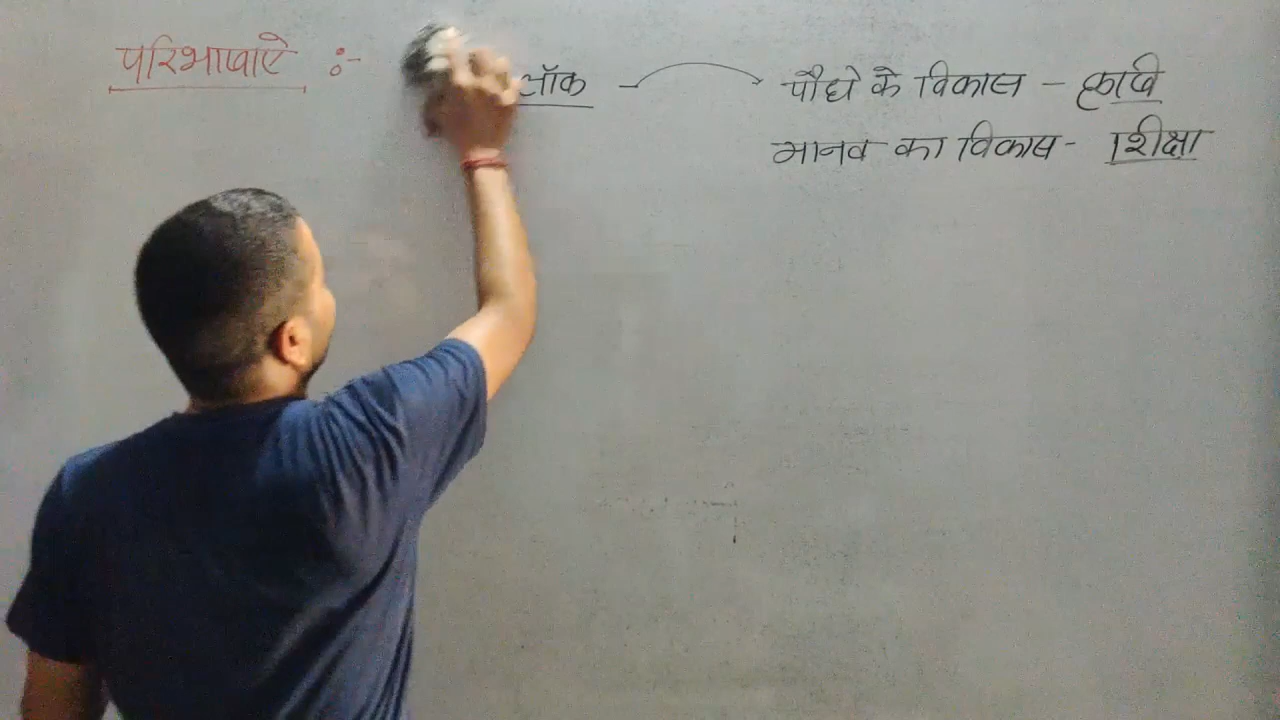 परिभाषाऐ :-
लॉक → पौधे के विकास - कृषि
मानव का विकास - शिक्षा